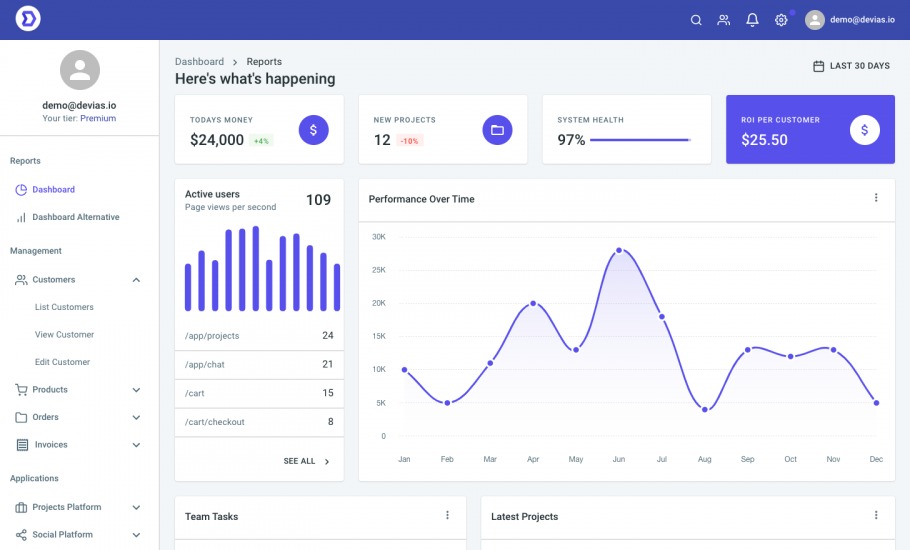 demo@devias.io
demo@devias.io
Your tier: Premium
Reports
Dashboard
Dashboard Alternative
Management
Customers
List Customers
View Customer
Edit Customer
Products
Orders
Invoices
Applications
Projects Platform
Social Platform
Dashboard > Reports
Here's what's happening
LAST 30 DAYS
TODAYS MONEY
$24,000 +4%
$
NEW PROJECTS
12 -10%
SYSTEM HEALTH
97%
ROI PER CUSTOMER
$25.50
$
Active users
Page views per second
109
/app/projects 24
/app/chat 21
/cart 15
/cart/checkout 8
SEE ALL >
Performance Over Time
30K
25K
20K
15K
10K
5K
0
Jan Feb Mar Apr May Jun Jul Aug Sep Oct Nov Dec
Team Tasks
Latest Projects